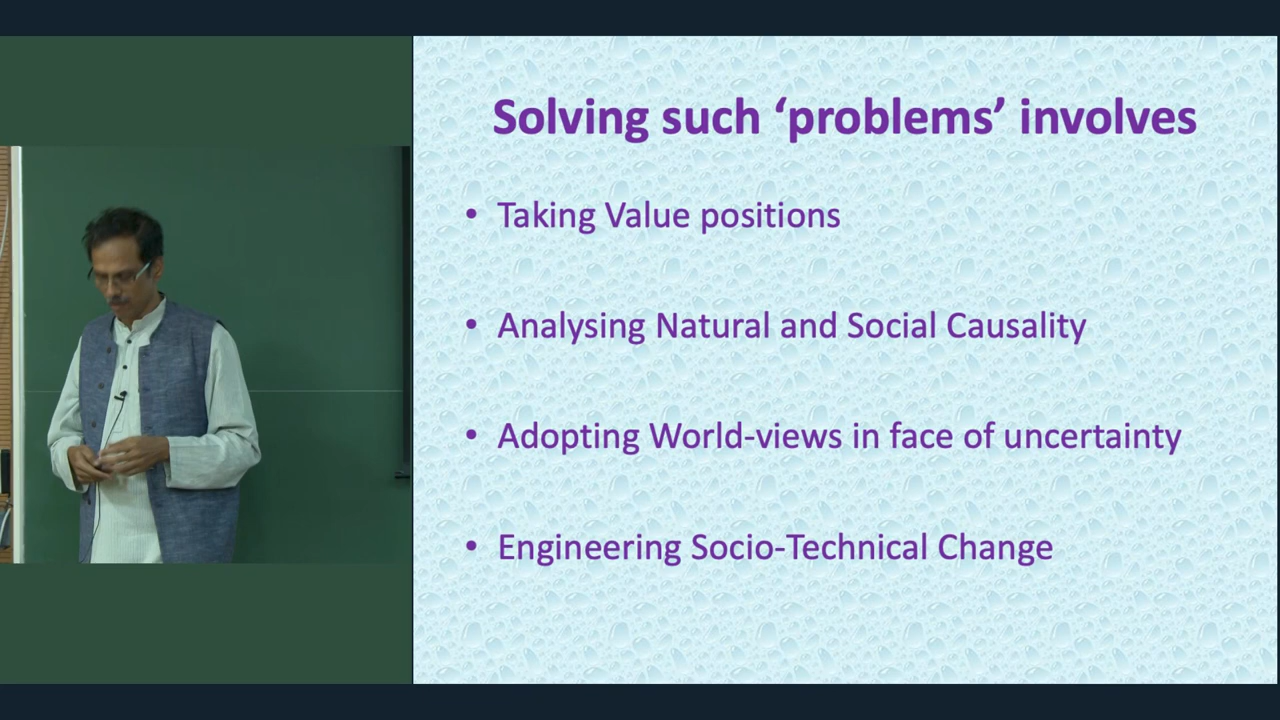 Solving such ‘problems’ involves
• Taking Value positions
• Analysing Natural and Social Causality
• Adopting World-views in face of uncertainty
• Engineering Socio-Technical Change